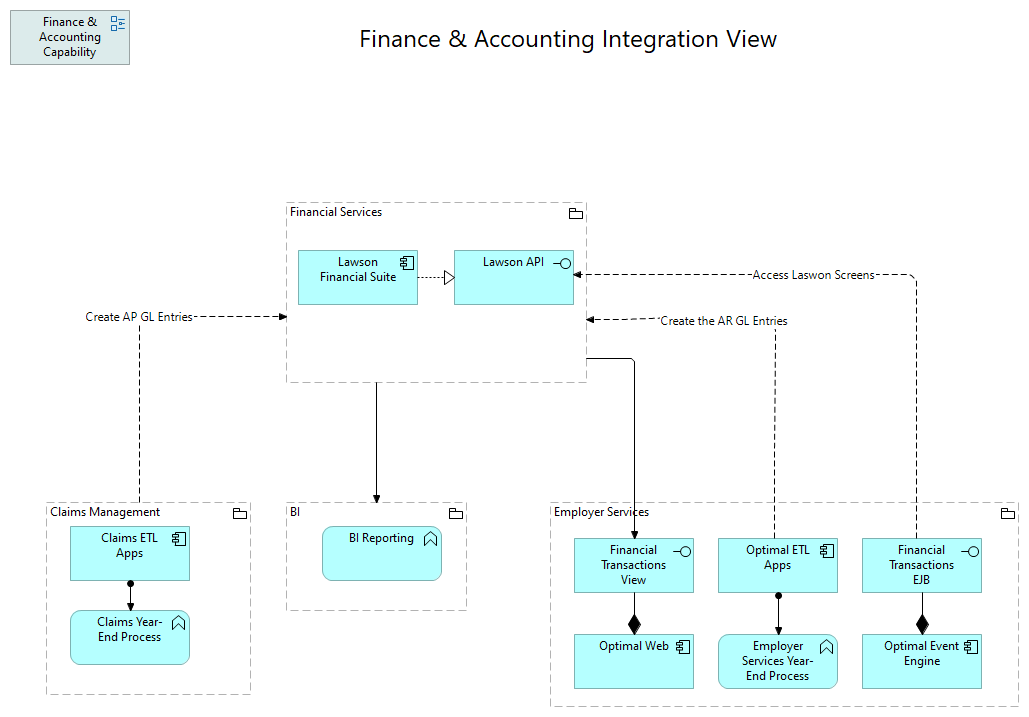 Finance &
Accounting
Capability
Finance & Accounting Integration View
Financial Services
Lawson
Financial Suite
Lawson API
Access Laswon Screens
Create AP GL Entries
Create the AR GL Entries
Claims Management
Claims ETL
Apps
Claims Year-
End Process
BI
BI Reporting
Employer Services
Financial
Transactions
View
Optimal ETL
Apps
Financial
Transactions
EJB
Optimal Web
Employer
Services Year-
End Process
Optimal Event
Engine